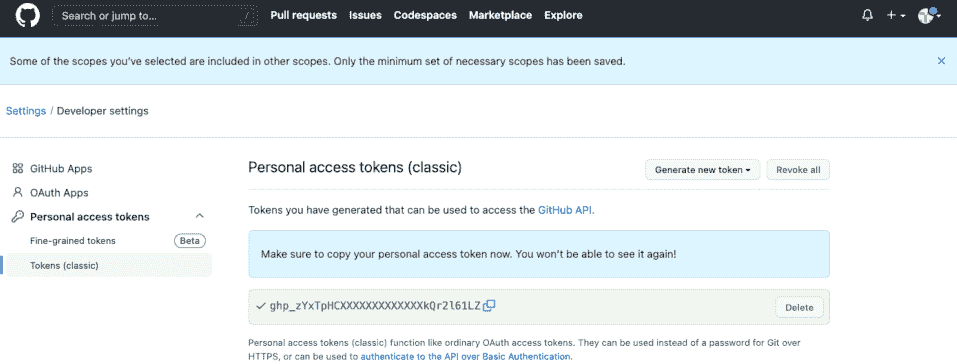 Search or jump to... /
Pull requests Issues Codespaces Marketplace Explore
Some of the scopes you've selected are included in other scopes. Only the minimum set of necessary scopes has been saved.
Settings / Developer settings
GitHub Apps
OAuth Apps
Personal access tokens
Fine-grained tokens Beta
Tokens (classic)
Personal access tokens (classic)
Generate new token
Revoke all
Tokens you have generated that can be used to access the GitHub API.
Make sure to copy your personal access token now. You won't be able to see it again!
ghp_zYxTpHCXXXXXXXXXXXXXkQr2l61LZ
Delete
Personal access tokens (classic) function like ordinary OAuth access tokens. They can be used instead of a password for Git over
HTTPS, or can be used to authenticate to the API over Basic Authentication.